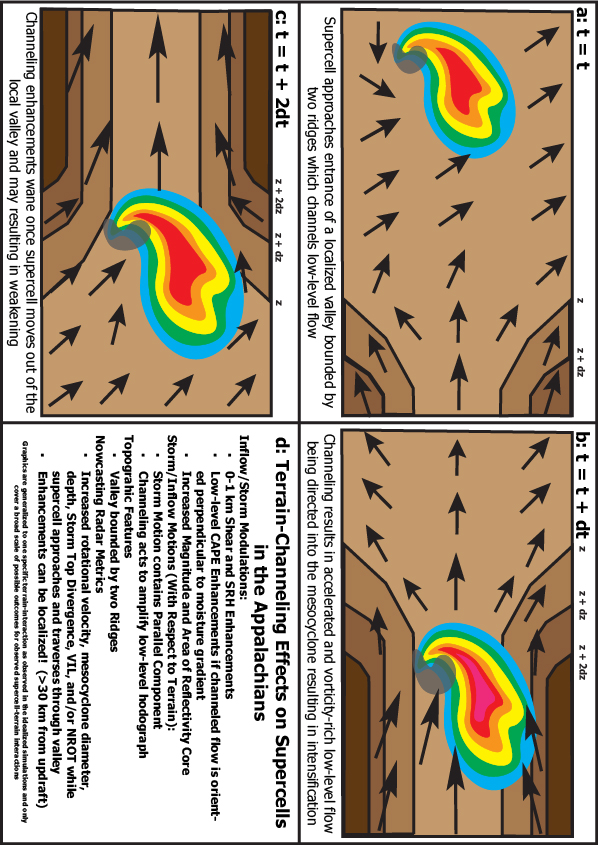 a: t = t
z
z + dz
Supercell approaches entrance of a localized valley bounded by
two ridges which channels low-level flow
b: t = t + dt
z
z + dz
z + 2dz
Channeling results in accelerated and vorticity-rich low-level flow
being directed into the mesocyclone resulting in intensification
c: t = t + 2dt
z + 2dz
z + dz
z
Channeling enhancements wane once supercell moves out of the
local valley and may resulting in weakening
d: Terrain-Channeling Effects on Supercells
in the Appalachians
Inflow/Storm Modulations:
▪ 0-1 km Shear and SRH Enhancements
▪ Low-level CAPE Enhancements if channeled flow is orient-
ed perpendicular to moisture gradient
▪ Increased Magnitude and Area of Reflectivity Core
Storm/Inflow Motions (With Respect to Terrain):
▪ Storm Motion contains Parallel Component
▪ Channeling acts to amplify low-level hodograph
Topograhic Features
▪ Valley bounded by two Ridges
Nowcasting Radar Metrics
▪ Increased rotational velocity, mesocyclone diameter,
depth, Storm Top Divergence, VIL, and/or NROT while
supercell approaches and traverses through valley
▪ Enhancements can be localized! (>30 km from updraft)
Graphics are generalized to one specific terrain-interaction as observed in the idealized simulations and only
cover a broad scale of possible outcomes for observed supercell-terrain interactions